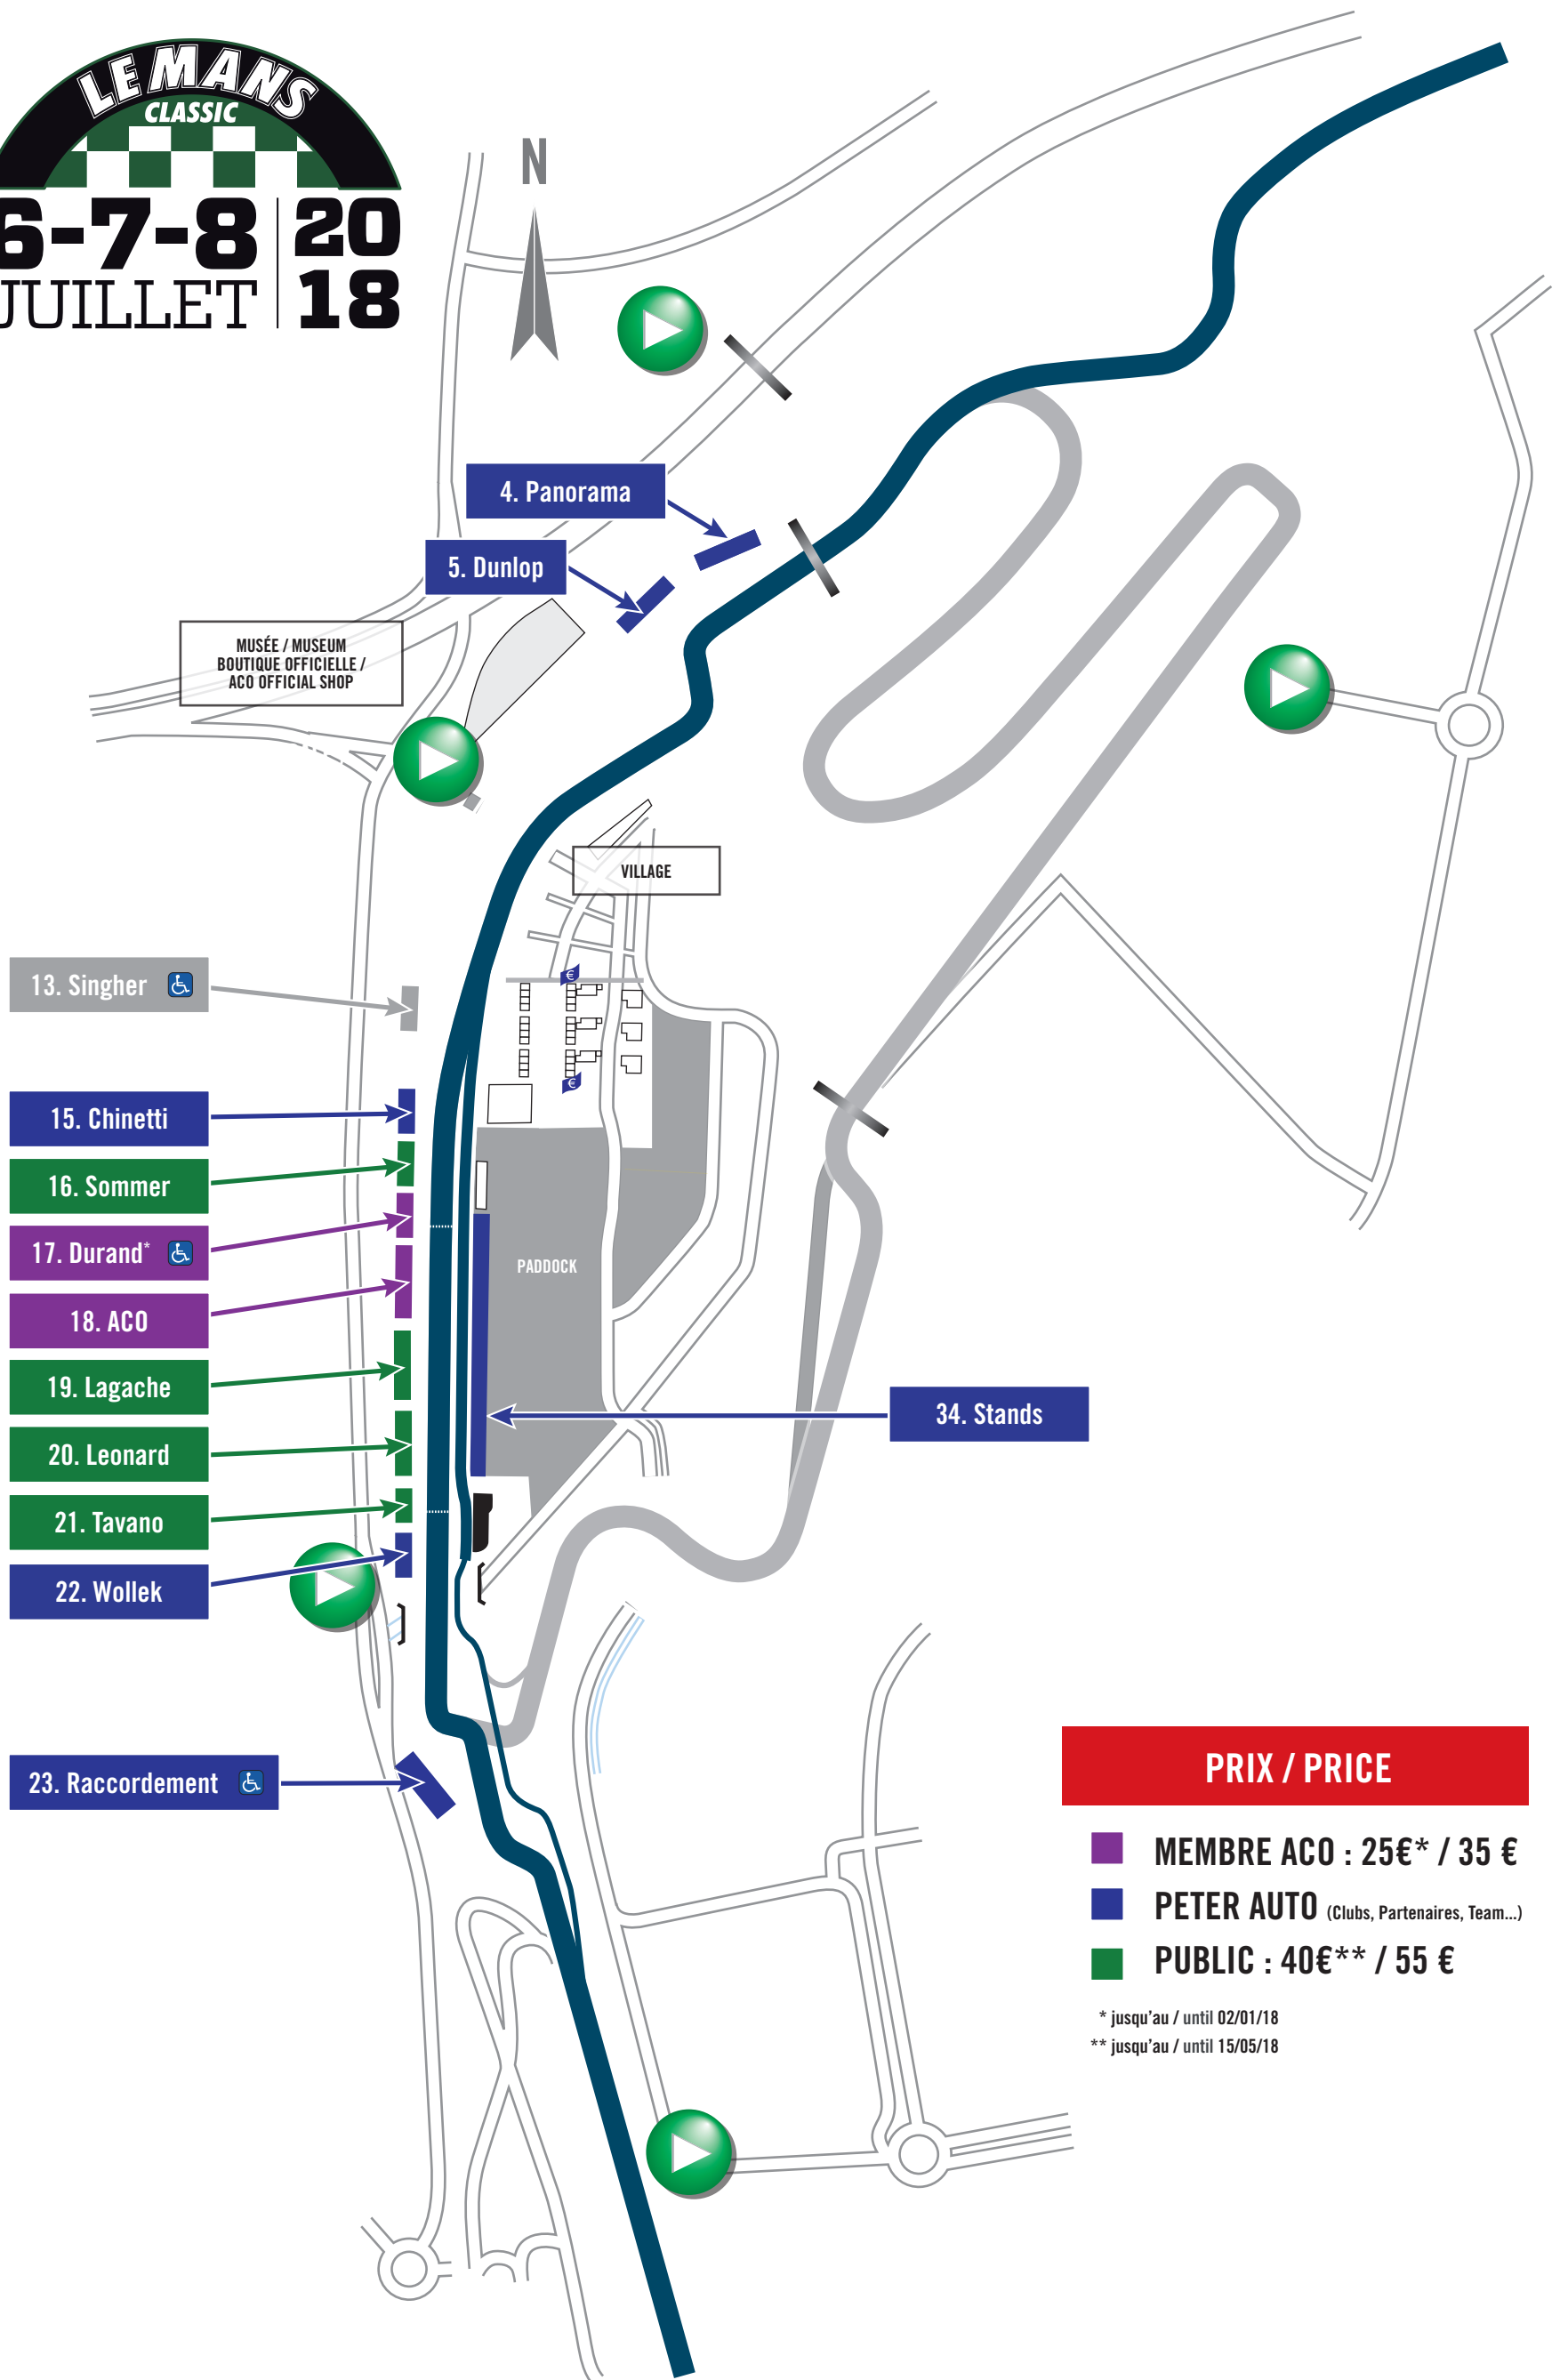 LE MANS
CLASSIC
6-7-8
JUILLET
20
18
N
4. Panorama
5. Dunlop
MUSÉE / MUSEUM
BOUTIQUE OFFICIELLE /
ACO OFFICIAL SHOP
VILLAGE
€
€
13. Singher
15. Chinetti
16. Sommer
17. Durand*
18. ACO
19. Lagache
20. Leonard
21. Tavano
22. Wollek
PADDOCK
34. Stands
23. Raccordement
PRIX / PRICE
MEMBRE ACO : 25€* / 35 €
PETER AUTO (Clubs, Partenaires, Team...)
PUBLIC : 40€** / 55 €
* jusqu'au / until 02/01/18
** jusqu'au / until 15/05/18